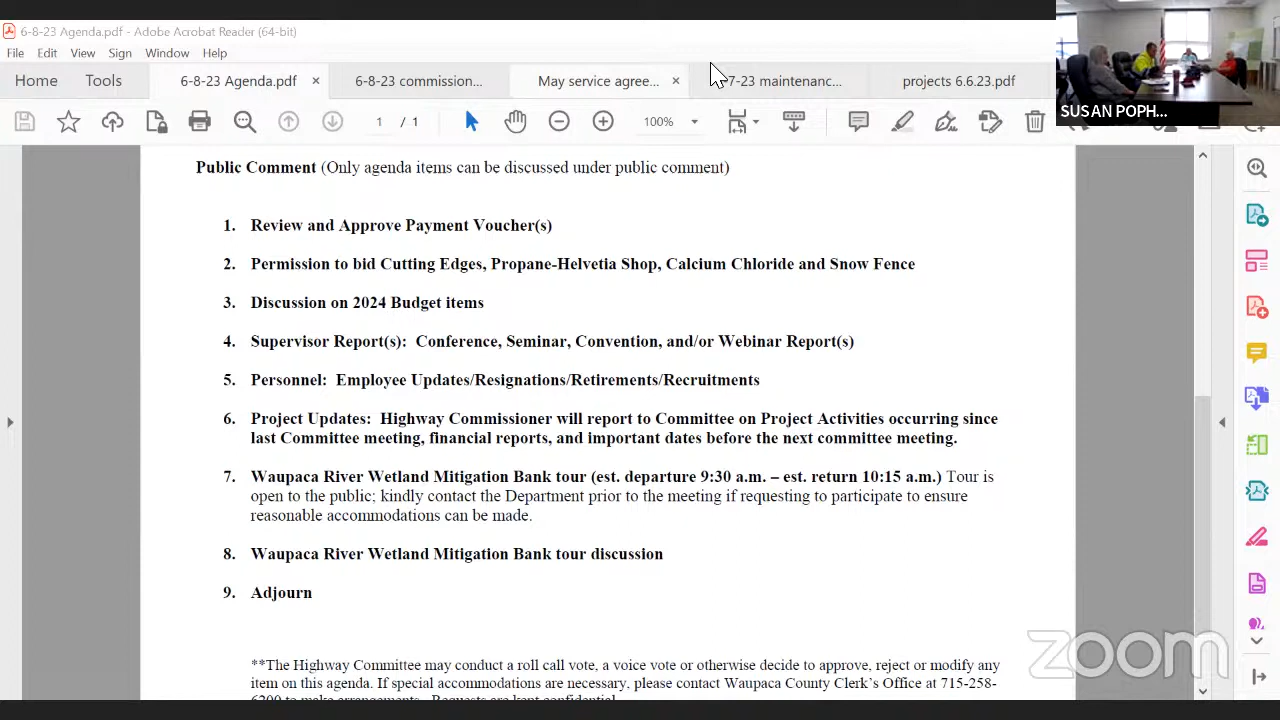 6-8-23 Agenda.pdf - Adobe Acrobat Reader (64-bit)
File Edit View Sign Window Help
Home Tools 6-8-23 Agenda.pdf × 6-8-23 commission... May service agree... × 7-23 maintenanc... projects 6.6.23.pdf
SUSAN POPH...
1 / 1 100%
Public Comment (Only agenda items can be discussed under public comment)
1. Review and Approve Payment Voucher(s)
2. Permission to bid Cutting Edges, Propane-Helvetia Shop, Calcium Chloride and Snow Fence
3. Discussion on 2024 Budget items
4. Supervisor Report(s): Conference, Seminar, Convention, and/or Webinar Report(s)
5. Personnel: Employee Updates/Resignations/Retirements/Recruitments
6. Project Updates: Highway Commissioner will report to Committee on Project Activities occurring since
last Committee meeting, financial reports, and important dates before the next committee meeting.
7. Waupaca River Wetland Mitigation Bank tour (est. departure 9:30 a.m. – est. return 10:15 a.m.) Tour is
open to the public; kindly contact the Department prior to the meeting if requesting to participate to ensure
reasonable accommodations can be made.
8. Waupaca River Wetland Mitigation Bank tour discussion
9. Adjourn
zoom
**The Highway Committee may conduct a roll call vote, a voice vote or otherwise decide to approve, reject or modify any
item on this agenda. If special accommodations are necessary, please contact Waupaca County Clerk's Office at 715-258-
6200 to make arrangements. Requests are kept confidential.